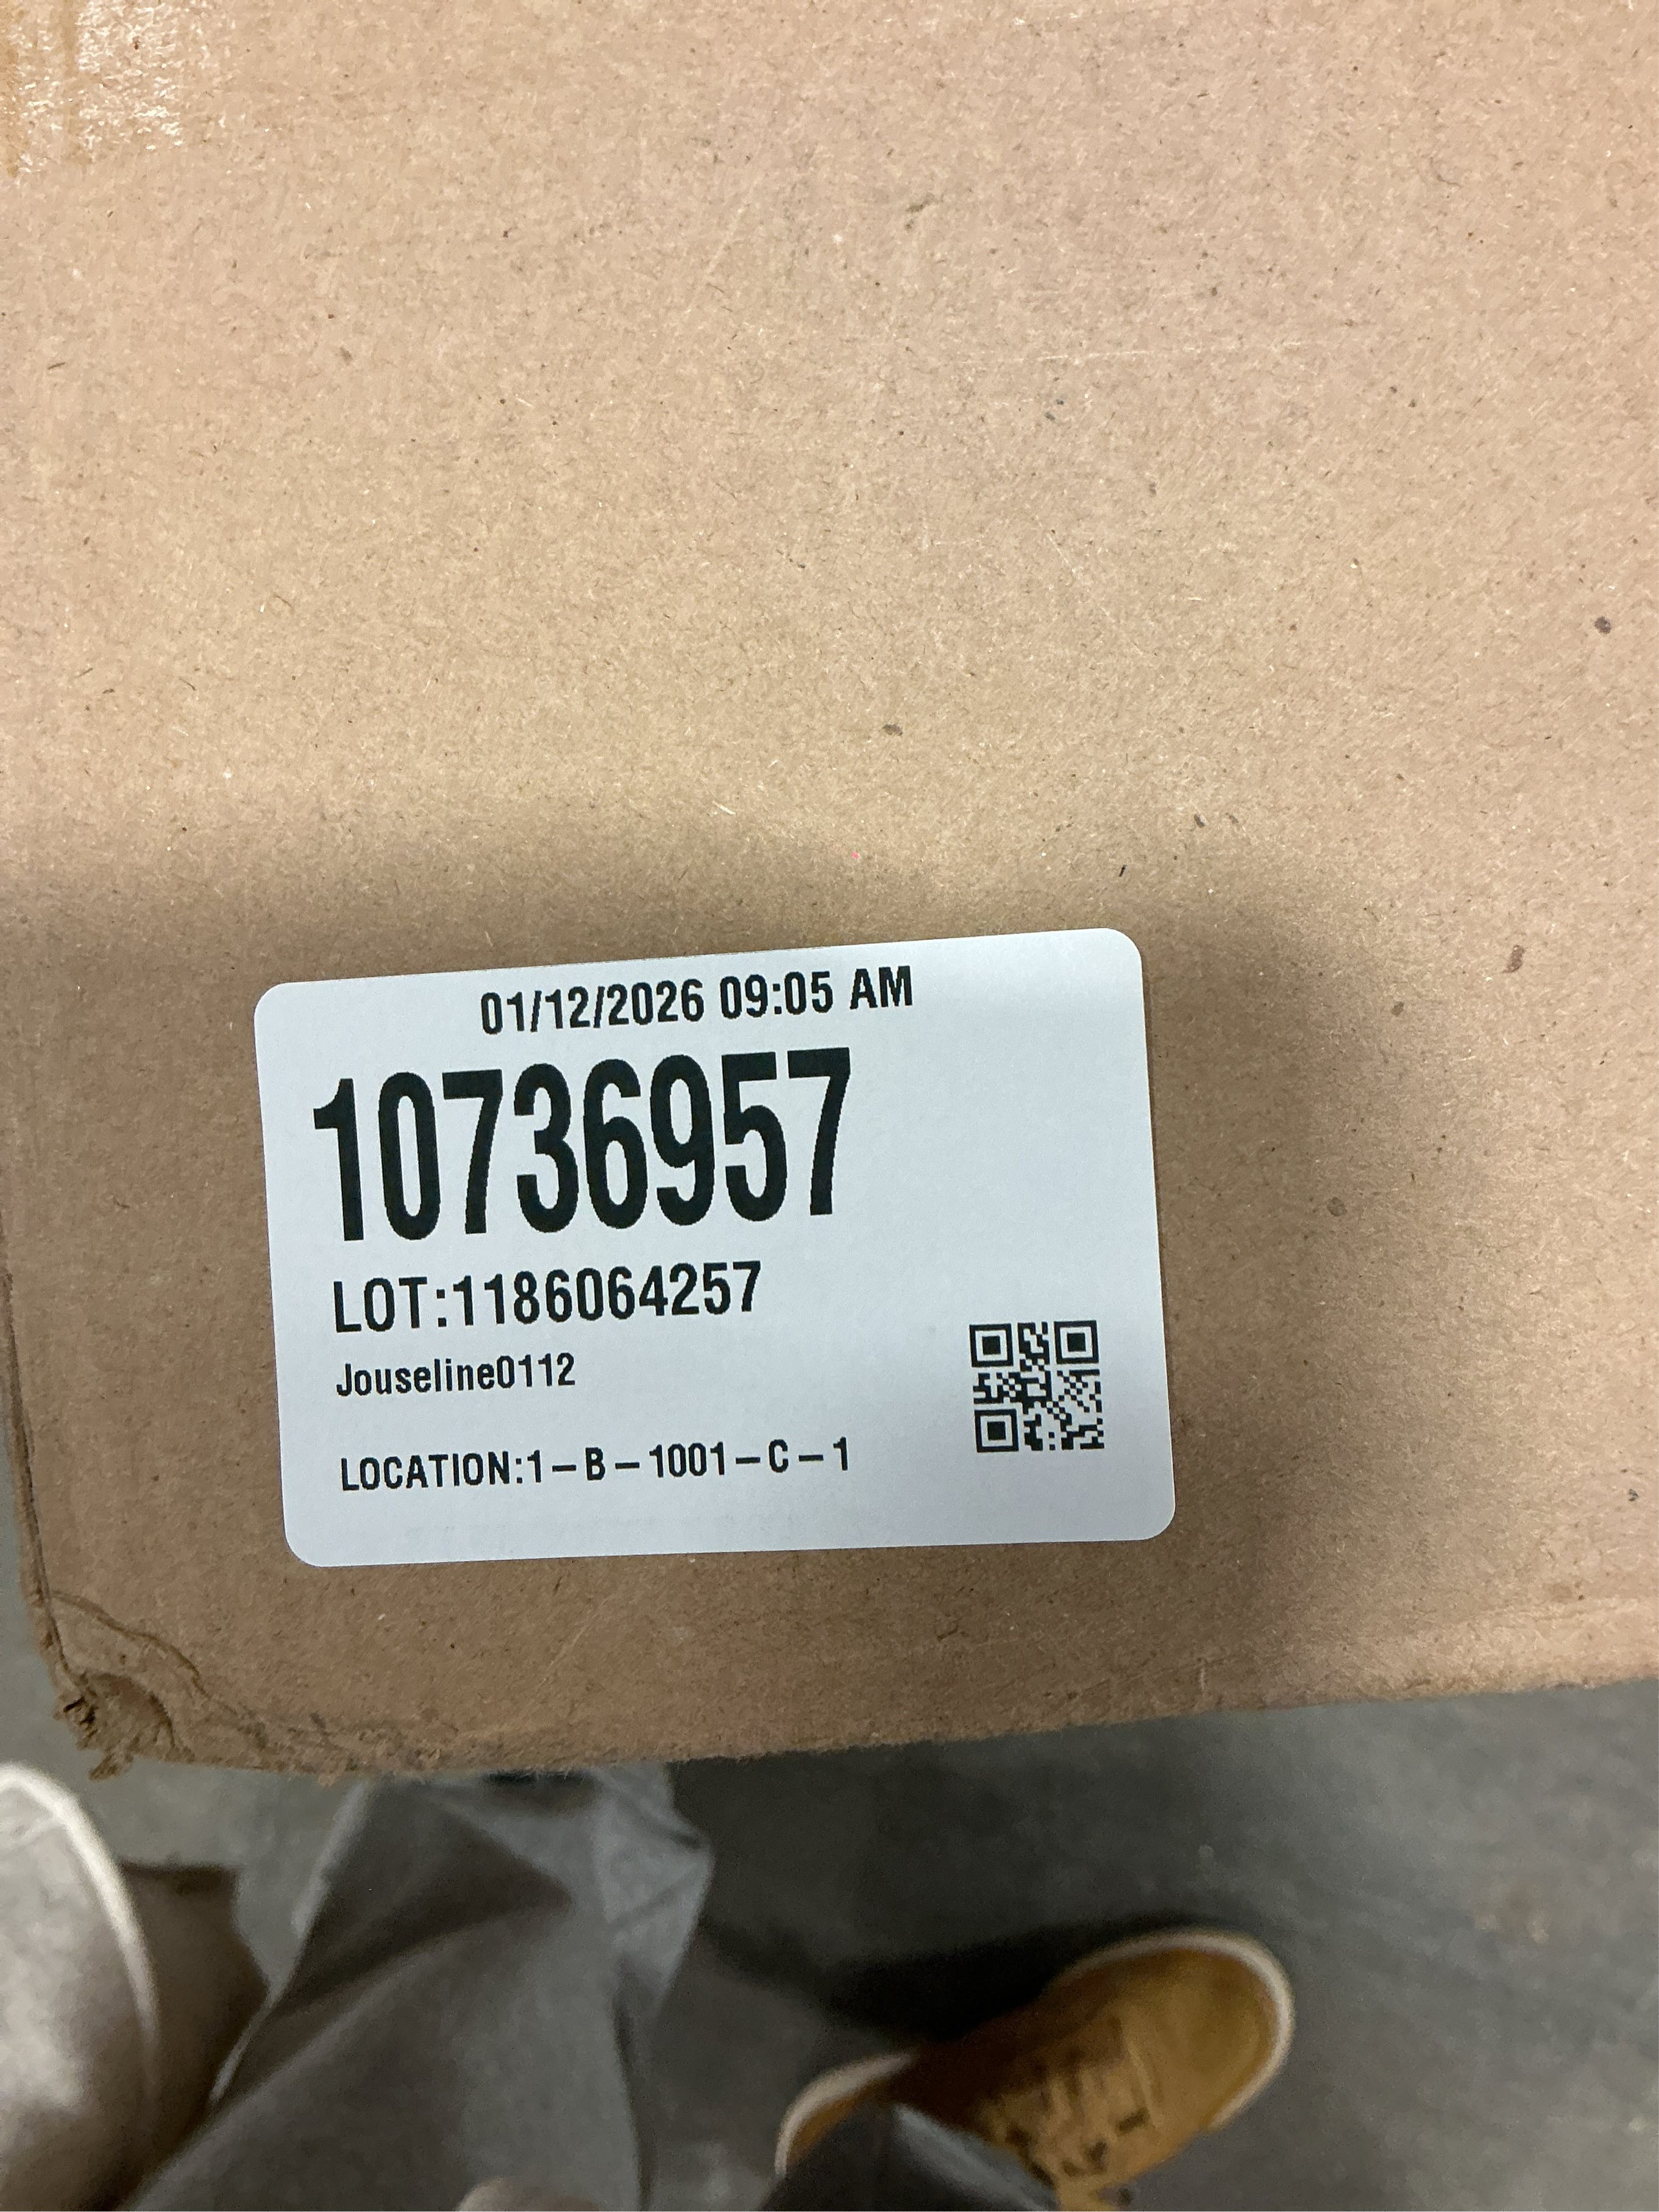 01/12/2026 09:05 AM
10736957
LOT:1186064257
Jouseline0112
LOCATION:1-B-1001-C-1